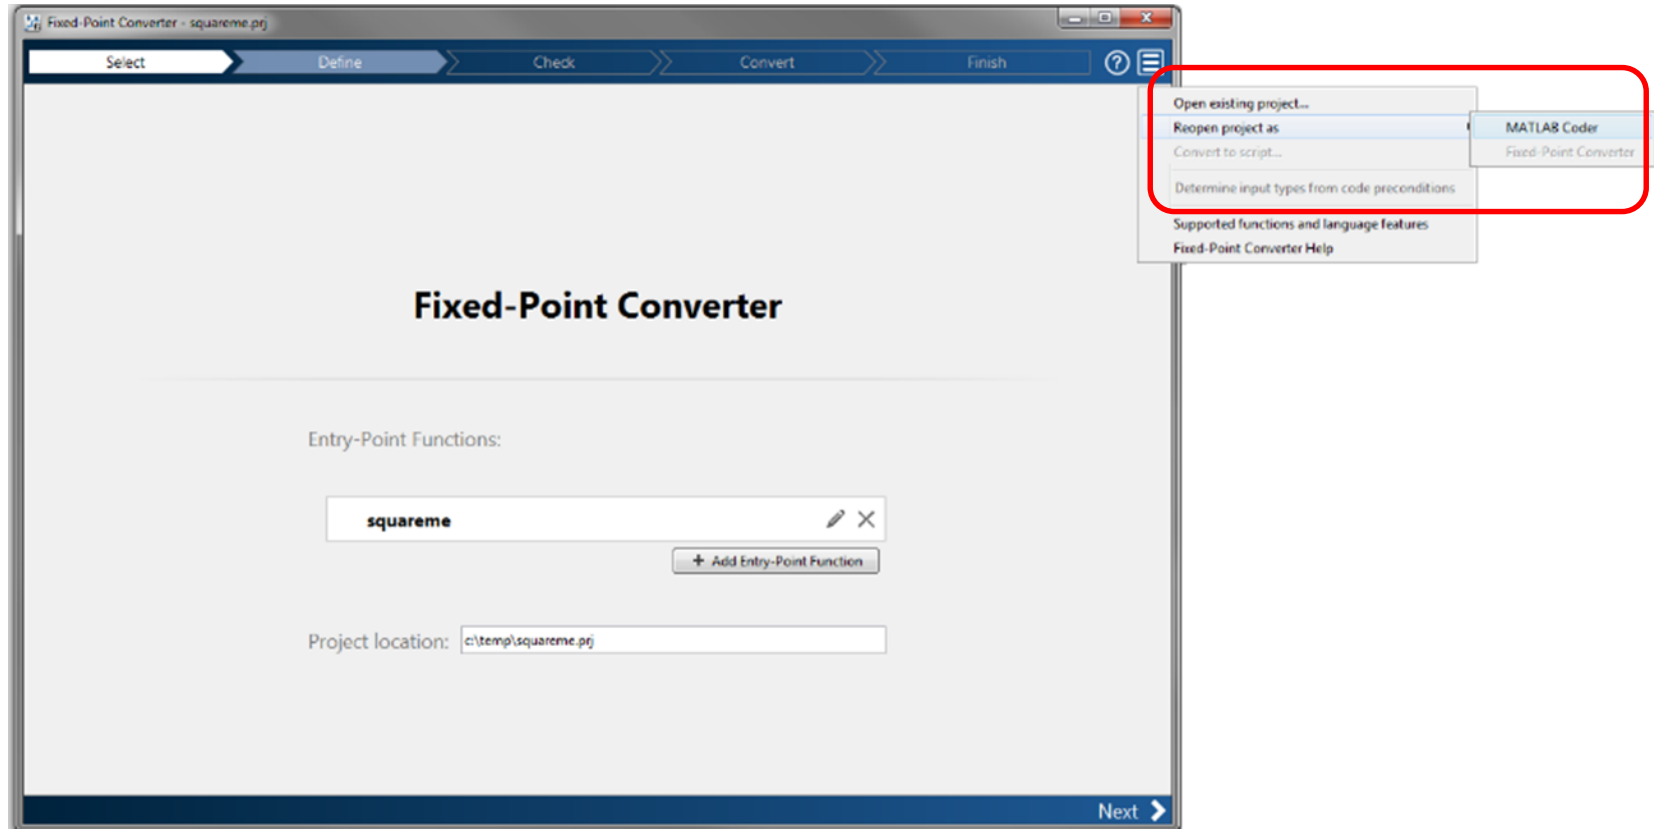 Fixed-Point Converter - squareme.prj
Select Define Check Convert Finish ?
Open existing project...
Reopen project as MATLAB Coder
Convert to script... Fixed-Point Converter
Determine input types from code preconditions
Supported functions and language features
Fixed-Point Converter Help
Fixed-Point Converter
Entry-Point Functions:
squareme
+ Add Entry-Point Function
Project location: c:\temp\squareme.prj
Next